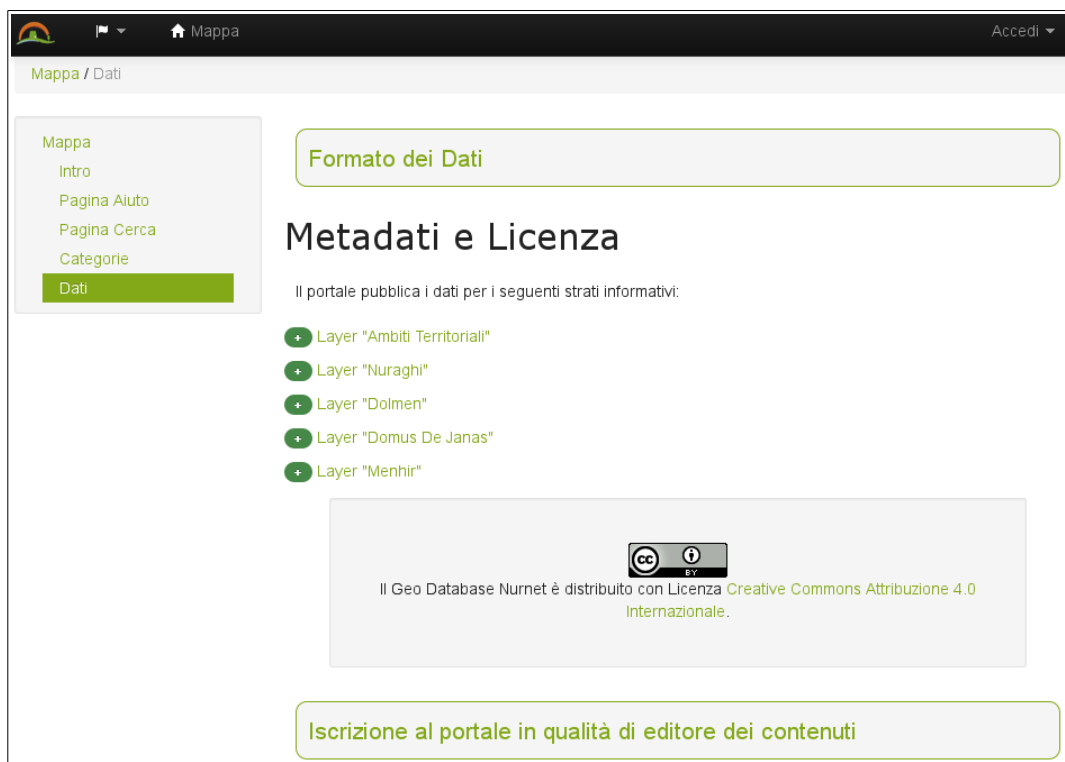 Mappa
Accedi
Mappa / Dati
Mappa
Intro
Pagina Aiuto
Pagina Cerca
Categorie
Dati
Formato dei Dati
Metadati e Licenza
Il portale pubblica i dati per i seguenti strati informativi:
+ Layer "Ambiti Territoriali"
+ Layer "Nuraghi"
+ Layer "Dolmen"
+ Layer "Domus De Janas"
+ Layer "Menhir"
cc BY
Il Geo Database Nurnet è distribuito con Licenza Creative Commons Attribuzione 4.0
Internazionale.
Iscrizione al portale in qualità di editore dei contenuti